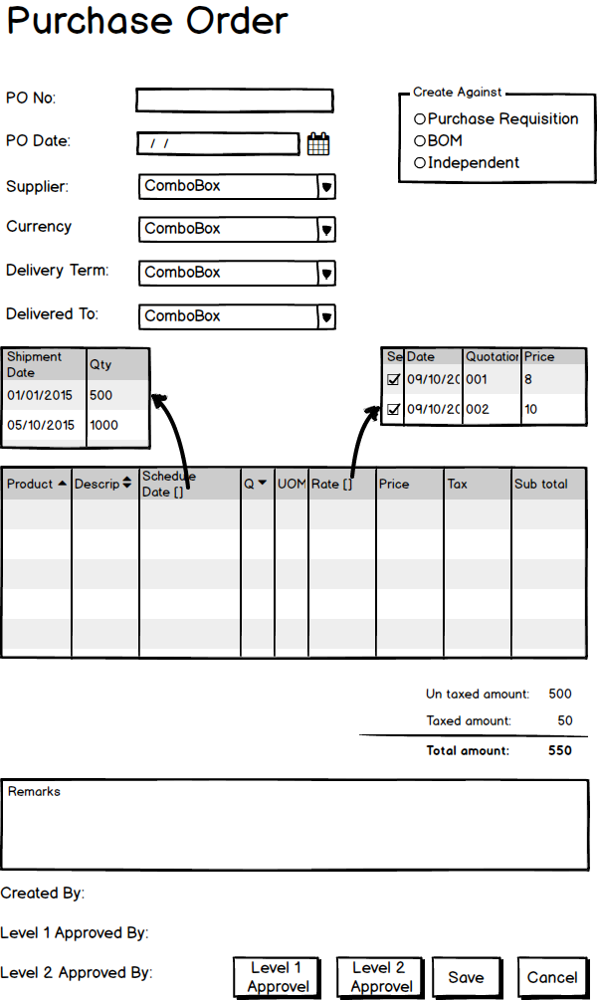 Purchase Order
PO No:
Create Against
Purchase Requisition
BOM
Independent
PO Date:
/ /
Supplier:
ComboBox
Currency
ComboBox
Delivery Term:
ComboBox
Delivered To:
ComboBox
Shipment Date Qty
01/01/2015 500
05/10/2015 1000
Se Date Quotation Price
09/10/20 001 8
09/10/20 002 10
Product Descrip Schedule Date [] Q UOM Rate [] Price Tax Sub total
Un taxed amount: 500
Taxed amount: 50
Total amount: 550
Remarks
Created By:
Level 1 Approved By:
Level 2 Approved By:
Level 1 Approvel
Level 2 Approvel
Save
Cancel